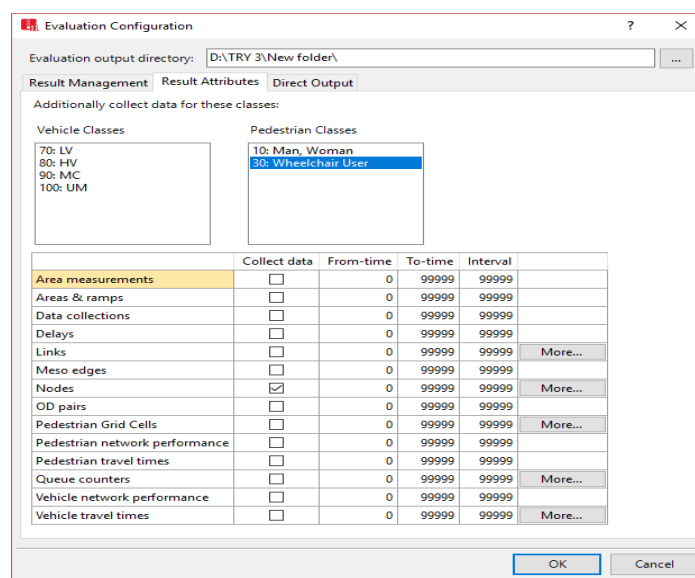 Evaluation Configuration ? ×
Evaluation output directory: D:\TRY 3\New folder\ ...
Result Management Result Attributes Direct Output
Additionally collect data for these classes:
Vehicle Classes Pedestrian Classes
70: LV 10: Man, Woman
80: HV 30: Wheelchair User
90: MC
100: UM
Collect data From-time To-time Interval
Area measurements 0 99999 99999
Areas & ramps 0 99999 99999
Data collections 0 99999 99999
Delays 0 99999 99999
Links 0 99999 99999 More...
Meso edges 0 99999 99999
Nodes 0 99999 99999 More...
OD pairs 0 99999 99999
Pedestrian Grid Cells 0 99999 99999 More...
Pedestrian network performance 0 99999 99999
Pedestrian travel times 0 99999 99999
Queue counters 0 99999 99999 More...
Vehicle network performance 0 99999 99999
Vehicle travel times 0 99999 99999 More...
OK Cancel